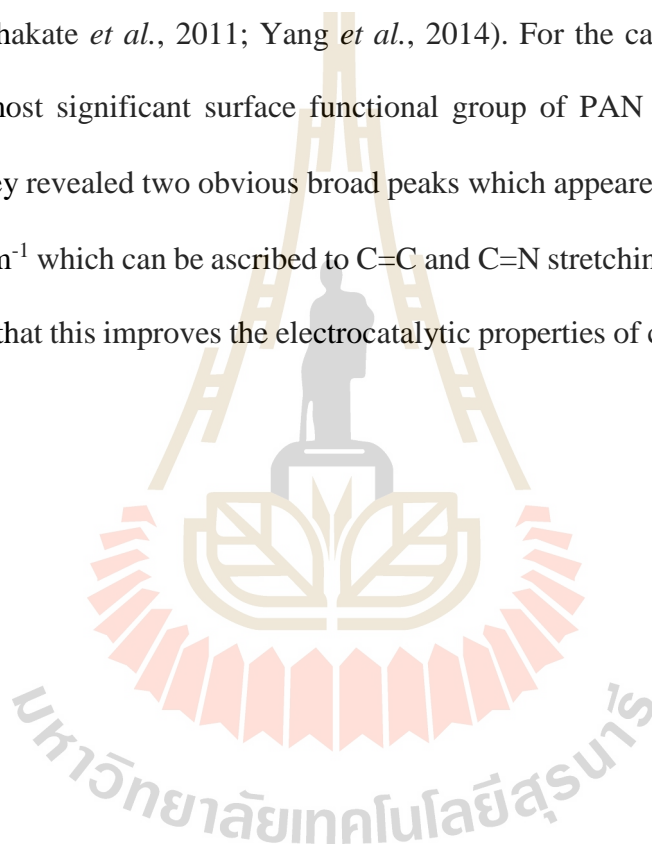 hakate et al., 2011; Yang et al., 2014). For the ca
nost significant surface functional group of PAN
ey revealed two obvious broad peaks which appeare
m-1 which can be ascribed to C=C and C=N stretchin
that this improves the electrocatalytic properties of c
มหาวิทยาลัยเทคโนโลยีสุรนารี